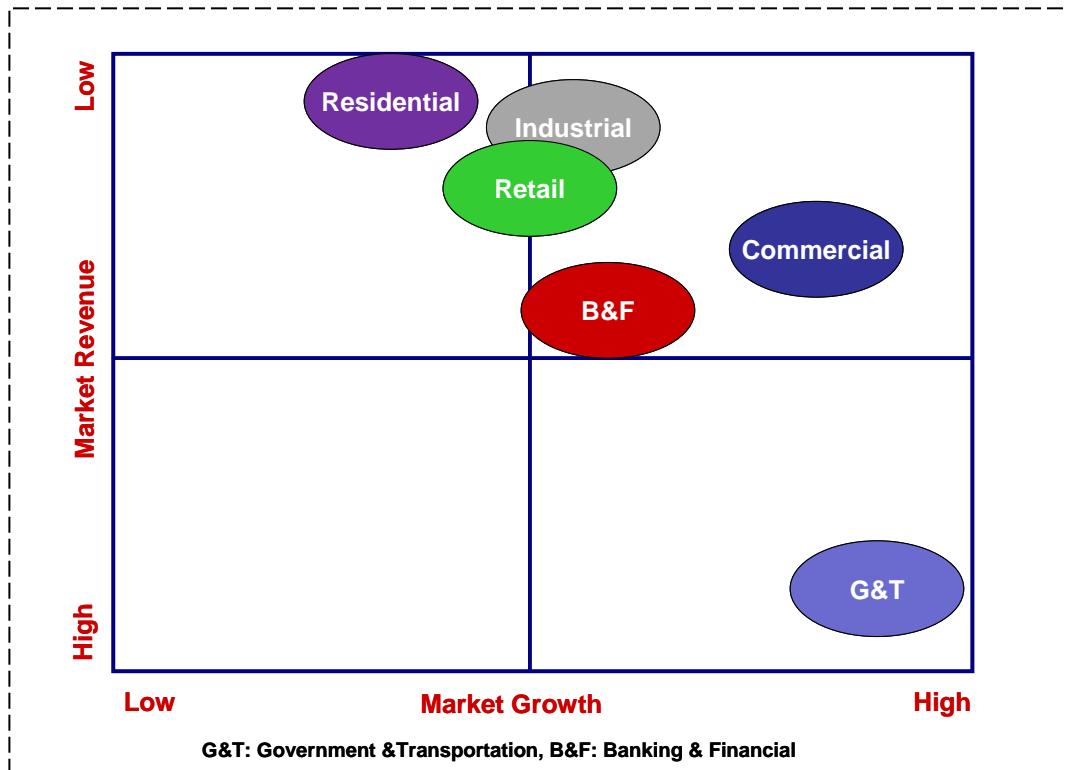 Low
Residential
Industrial
Retail
Commercial
B&F
Market Revenue
G&T
High
Low
Market Growth
High
G&T: Government &Transportation, B&F: Banking & Financial